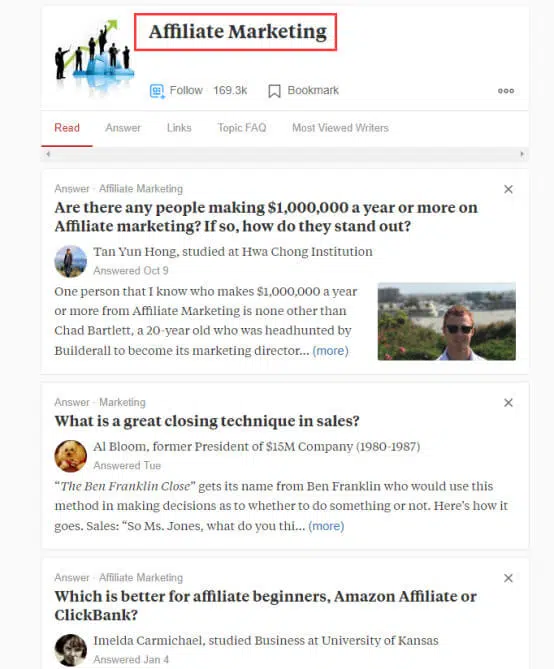 Affiliate Marketing
Follow 169.3k Bookmark
Read Answer Links Topic FAQ Most Viewed Writers
Answer · Affiliate Marketing
Are there any people making $1,000,000 a year or more on
Affiliate marketing? If so, how do they stand out?
Tan Yun Hong, studied at Hwa Chong Institution
Answered Oct 9
One person that I know who makes $1,000,000 a year
or more from Affiliate Marketing is none other than
Chad Bartlett, a 20-year old who was headhunted by
Builderall to become its marketing director... (more)
Answer · Marketing
What is a great closing technique in sales?
Al Bloom, former President of $15M Company (1980-1987)
Answered Tue
“The Ben Franklin Close” gets its name from Ben Franklin who would use this
method in making decisions as to whether to do something or not. Here’s how it
goes. Sales: “So Ms. Jones, what do you thi... (more)
Answer · Affiliate Marketing
Which is better for affiliate beginners, Amazon Affiliate or
ClickBank?
Imelda Carmichael, studied Business at University of Kansas
Answered Jan 4